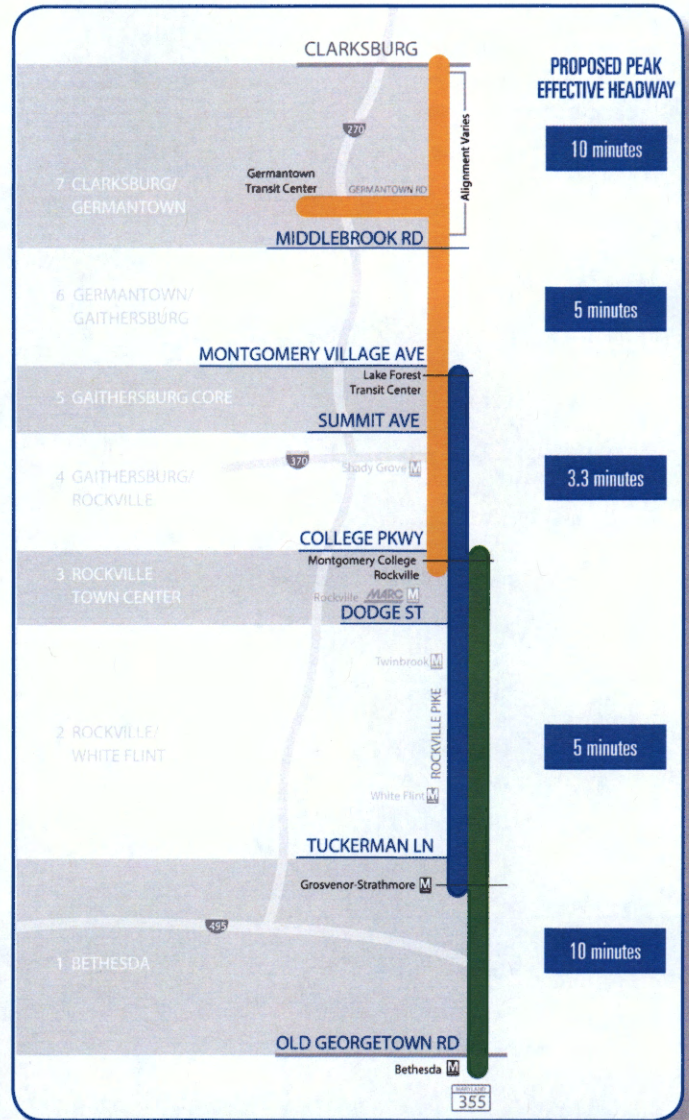 CLARKSBURG
PROPOSED PEAK
EFFECTIVE HEADWAY
270
10 minutes
Alignment Varies
Germantown
Transit Center
GERMANTOWN RD
7 CLARKSBURG/
GERMANTOWN
MIDDLEBROOK RD
6 GERMANTOWN/
GAITHERSBURG
5 minutes
MONTGOMERY VILLAGE AVE
Lake Forest
Transit Center
5 GAITHERSBURG CORE
SUMMIT AVE
370
Shady Grove M
4 GAITHERSBURG/
ROCKVILLE
3.3 minutes
COLLEGE PKWY
Montgomery College
Rockville
3 ROCKVILLE
TOWN CENTER
Rockville MARC M
DODGE ST
Twinbrook M
ROCKVILLE PIKE
2 ROCKVILLE/
WHITE FLINT
5 minutes
White Flint M
TUCKERMAN LN
Grosvenor-Strathmore M
495
1 BETHESDA
10 minutes
OLD GEORGETOWN RD
Bethesda M
MARYLAND
355